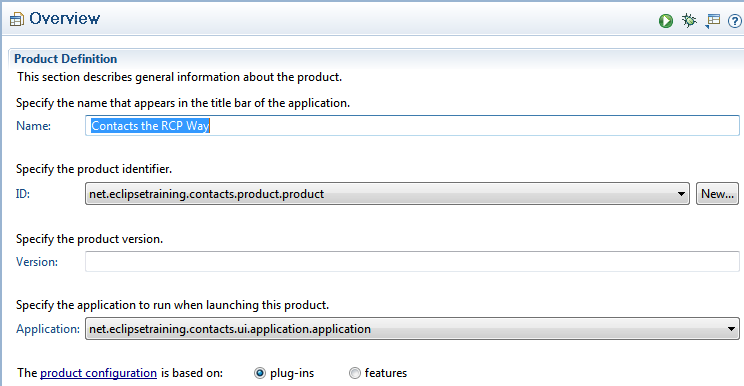 Overview
Product Definition
This section describes general information about the product.
Specify the name that appears in the title bar of the application.
Name: Contacts the RCP Way
Specify the product identifier.
ID: net.eclipsetraining.contacts.product.product New...
Specify the product version.
Version:
Specify the application to run when launching this product.
Application: net.eclipsetraining.contacts.ui.application.application
The product configuration is based on: plug-ins features